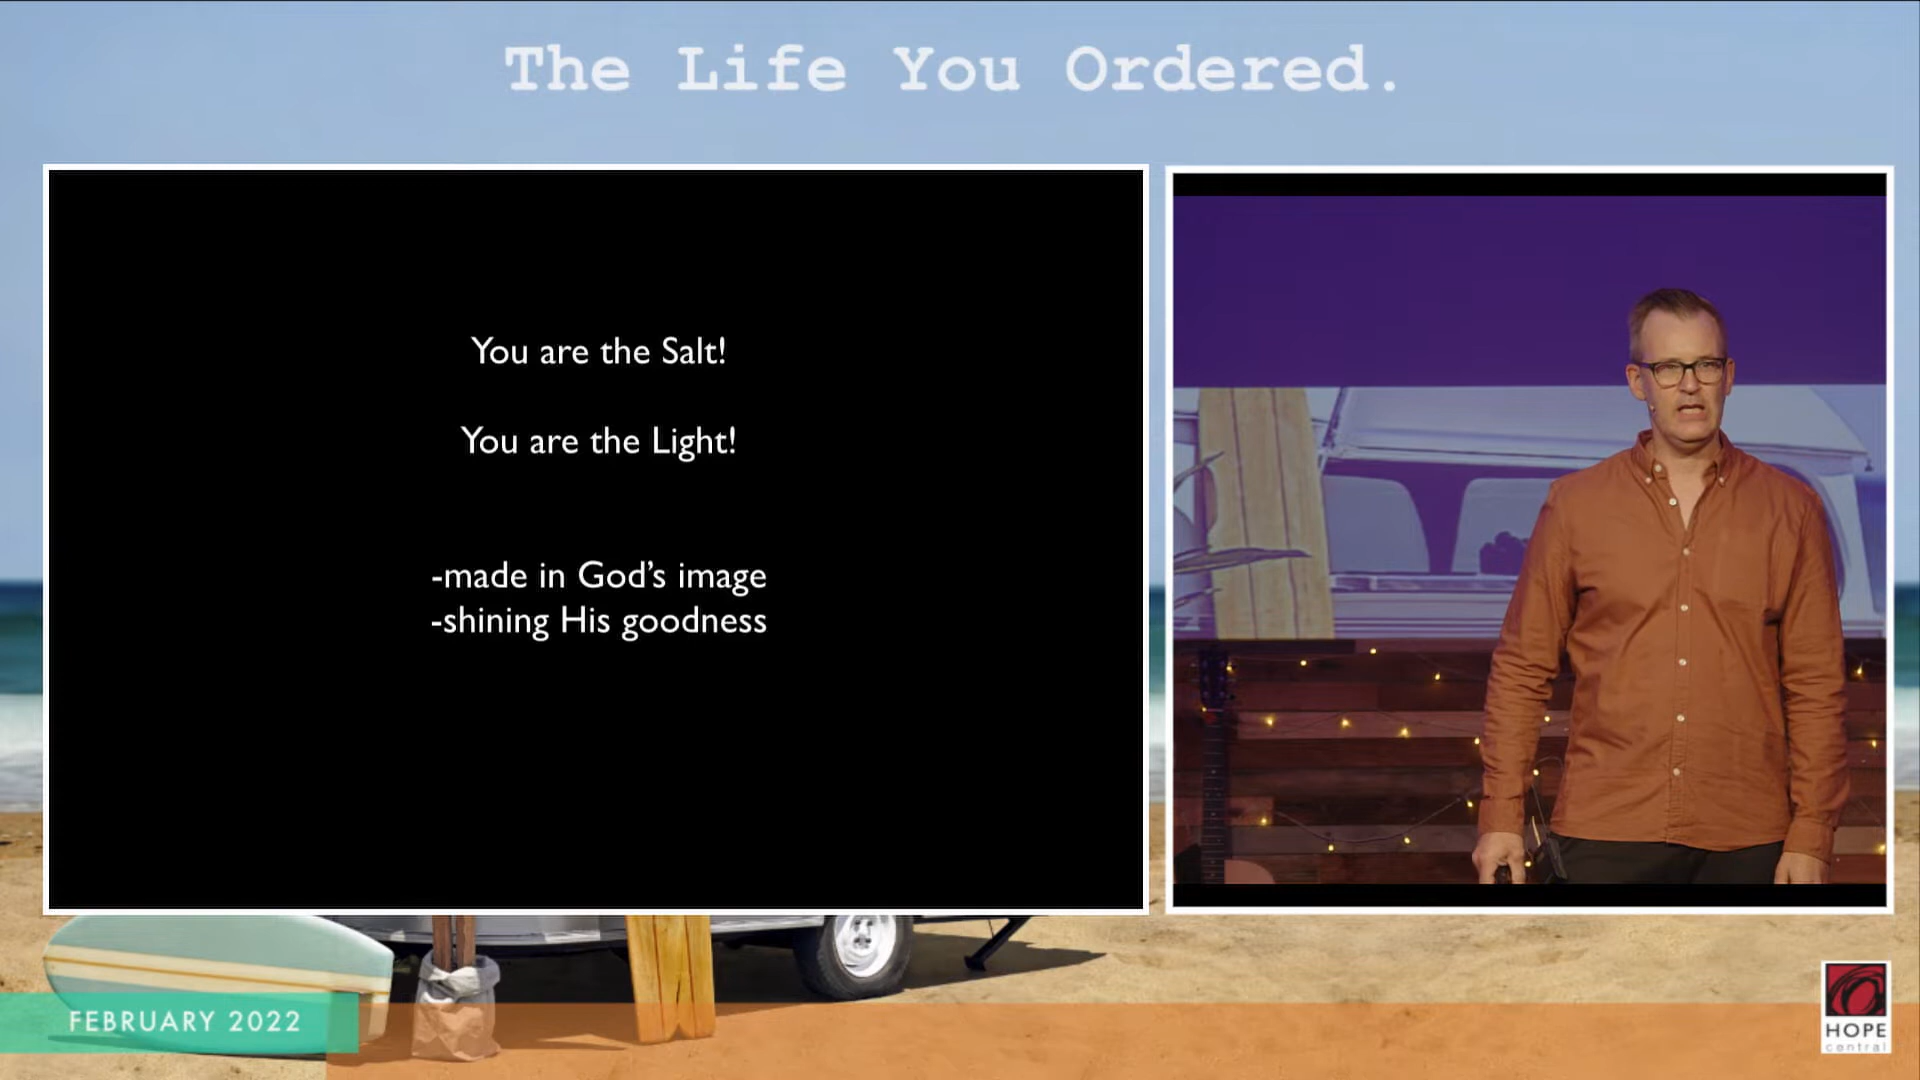 The Life You Ordered.
You are the Salt!
You are the Light!
-made in God’s image
-shining His goodness
FEBRUARY 2022
HOPE
central